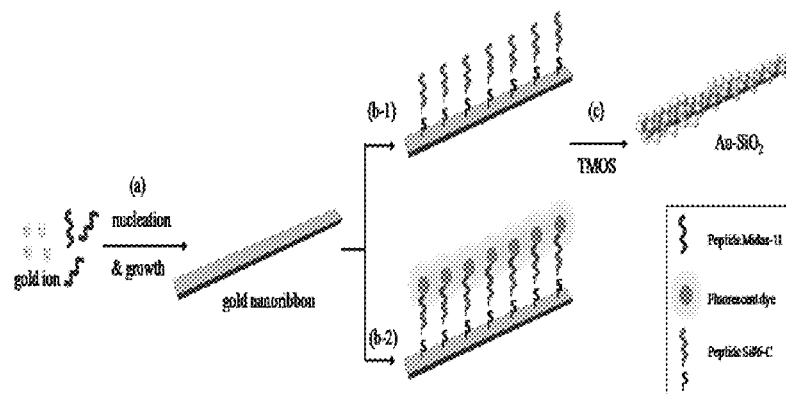 (a)
nucleation
& growth
gold ion
gold nanoribbon
(b-1)
S S S S S S S
(b-2)
S S S S S S S
(c)
TMOS
Au-SiO₂
Peptide Midas-11
Fluorescent dye
Peptide Si#6-C
S